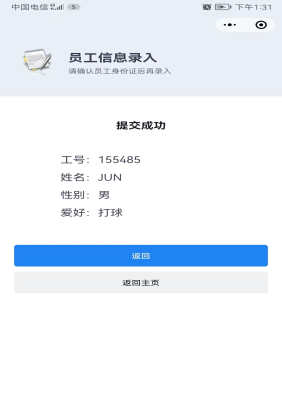 中国电信 下午1:31
员工信息录入
请确认员工身份证后再录入
提交成功
工号： 155485
姓名： JUN
性别： 男
爱好： 打球
返回
返回主页